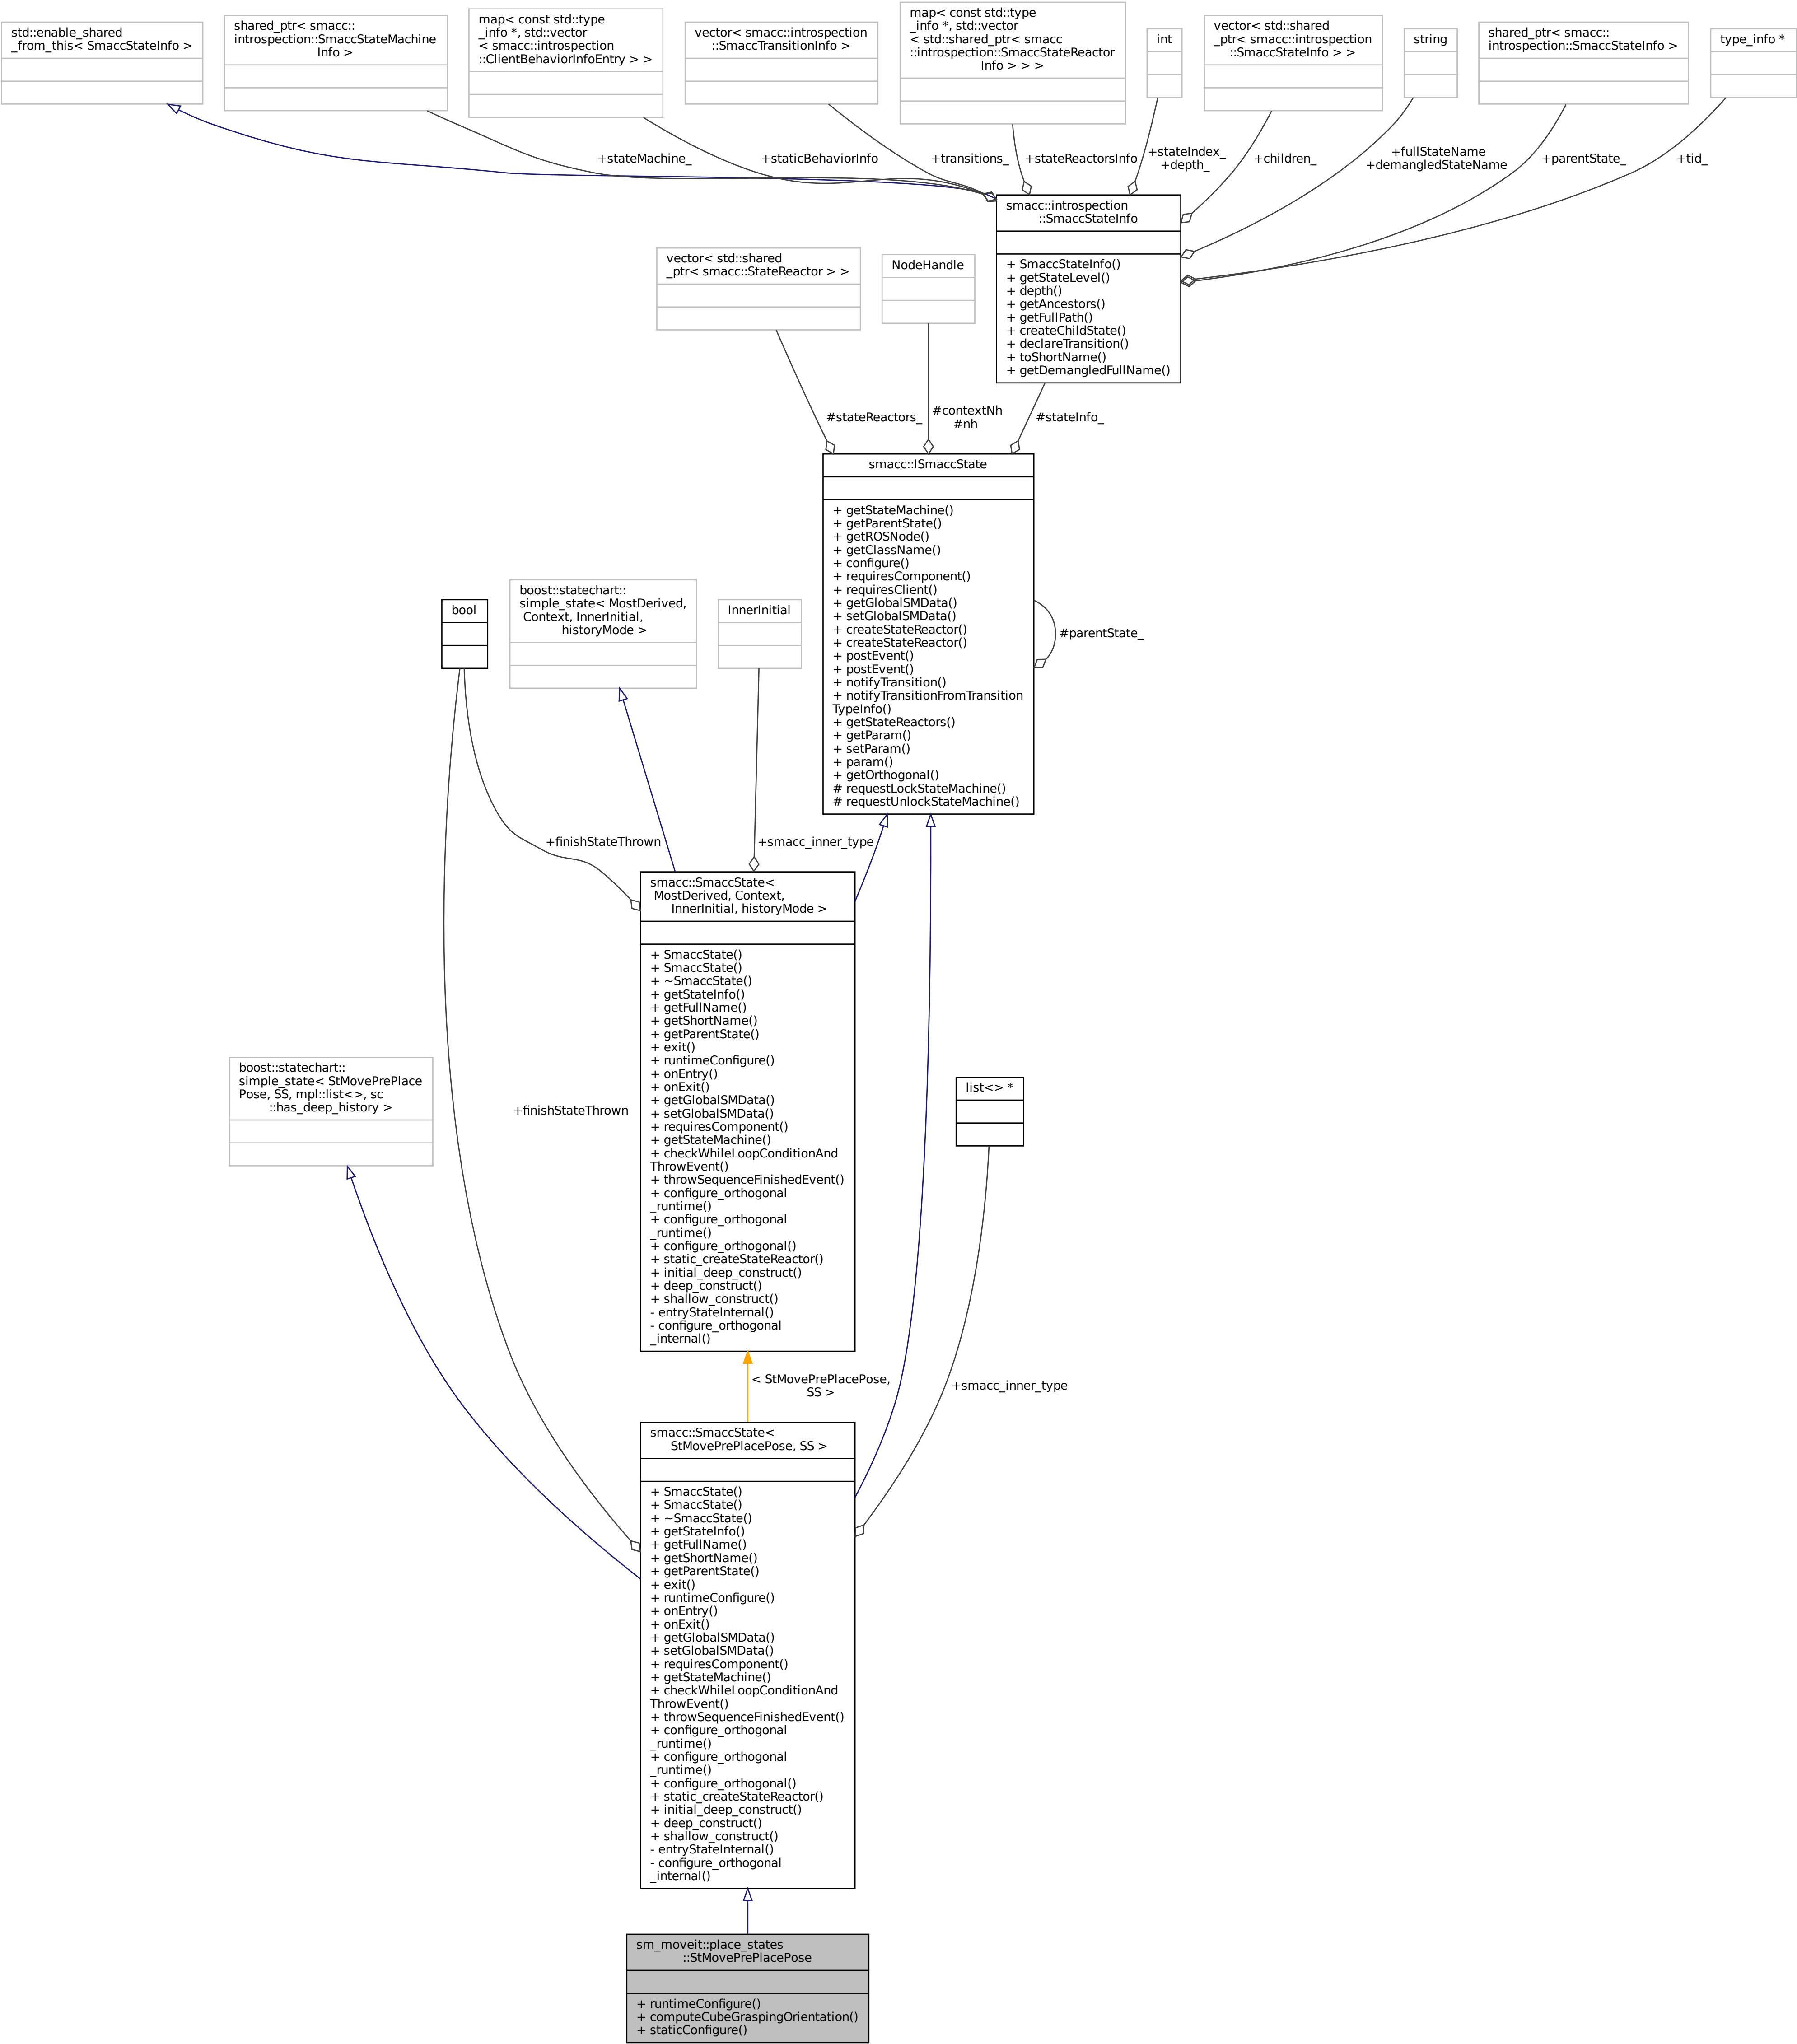 std::enable_shared
_from_this< SmaccStateInfo >
shared_ptr< smacc::
introspection::SmaccStateMachine
Info >
map< const std::type
_info *, std::vector
< smacc::introspection
::ClientBehaviorInfoEntry > >
vector< smacc::introspection
::SmaccTransitionInfo >
map< const std::type
_info *, std::vector
< std::shared_ptr< smacc
::introspection::SmaccStateReactor
Info > > >
int
vector< std::shared
_ptr< smacc::introspection
::SmaccStateInfo > >
string
shared_ptr< smacc::
introspection::SmaccStateInfo >
type_info *
+stateMachine_
+staticBehaviorInfo
+transitions_
+stateReactorsInfo
+stateIndex_
+depth_
+children_
+fullStateName
+demangledStateName
+parentState_
+tid_
smacc::introspection
::SmaccStateInfo
+ SmaccStateInfo()
+ getStateLevel()
+ depth()
+ getAncestors()
+ getFullPath()
+ createChildState()
+ declareTransition()
+ toShortName()
+ getDemangledFullName()
vector< std::shared
_ptr< smacc::StateReactor > >
NodeHandle
#stateReactors_
#contextNh
#nh
#stateInfo_
smacc::ISmaccState
+ getStateMachine()
+ getParentState()
+ getROSNode()
+ getClassName()
+ configure()
+ requiresComponent()
+ requiresClient()
+ getGlobalSMData()
+ setGlobalSMData()
+ createStateReactor()
+ createStateReactor()
+ postEvent()
+ postEvent()
+ notifyTransition()
+ notifyTransitionFromTransition
TypeInfo()
+ getStateReactors()
+ getParam()
+ setParam()
+ param()
+ getOrthogonal()
# requestLockStateMachine()
# requestUnlockStateMachine()
#parentState_
bool
boost::statechart::
simple_state< MostDerived,
Context, InnerInitial,
historyMode >
InnerInitial
+finishStateThrown
+smacc_inner_type
smacc::SmaccState<
MostDerived, Context,
InnerInitial, historyMode >
+ SmaccState()
+ SmaccState()
+ ~SmaccState()
+ getStateInfo()
+ getFullName()
+ getShortName()
+ getParentState()
+ exit()
+ runtimeConfigure()
+ onEntry()
+ onExit()
+ getGlobalSMData()
+ setGlobalSMData()
+ requiresComponent()
+ getStateMachine()
+ checkWhileLoopConditionAnd
ThrowEvent()
+ throwSequenceFinishedEvent()
+ configure_orthogonal
_runtime()
+ configure_orthogonal
_runtime()
+ configure_orthogonal()
+ static_createStateReactor()
+ initial_deep_construct()
+ deep_construct()
+ shallow_construct()
- entryStateInternal()
- configure_orthogonal
_internal()
boost::statechart::
simple_state< StMovePrePlace
Pose, SS, mpl::list<>, sc
::has_deep_history >
+finishStateThrown
list<> *
< StMovePrePlacePose,
SS >
+smacc_inner_type
smacc::SmaccState<
StMovePrePlacePose, SS >
+ SmaccState()
+ SmaccState()
+ ~SmaccState()
+ getStateInfo()
+ getFullName()
+ getShortName()
+ getParentState()
+ exit()
+ runtimeConfigure()
+ onEntry()
+ onExit()
+ getGlobalSMData()
+ setGlobalSMData()
+ requiresComponent()
+ getStateMachine()
+ checkWhileLoopConditionAnd
ThrowEvent()
+ throwSequenceFinishedEvent()
+ configure_orthogonal
_runtime()
+ configure_orthogonal
_runtime()
+ configure_orthogonal()
+ static_createStateReactor()
+ initial_deep_construct()
+ deep_construct()
+ shallow_construct()
- entryStateInternal()
- configure_orthogonal
_internal()
sm_moveit::place_states
::StMovePrePlacePose
+ runtimeConfigure()
+ computeCubeGraspingOrientation()
+ staticConfigure()